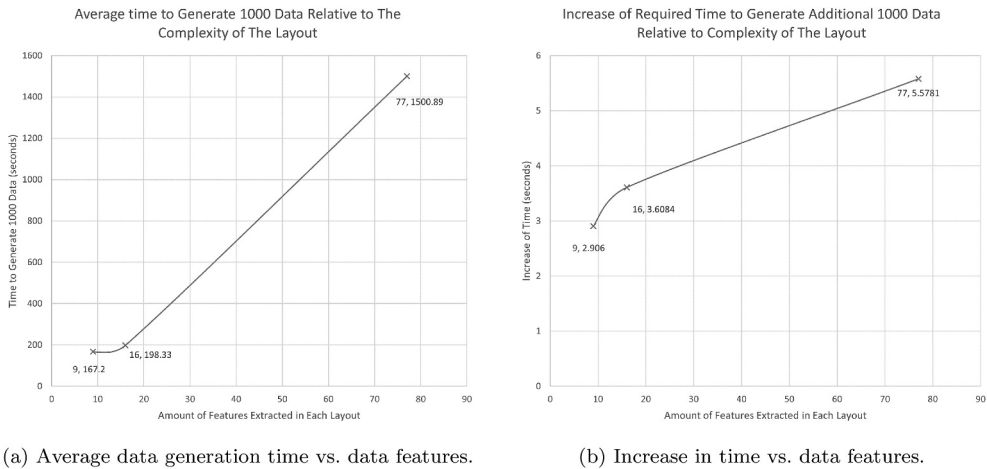 Average time to Generate 1000 Data Relative to The
Complexity of The Layout
1600
1400
1200
1000
800
600
400
200
0
Time to Generate 1000 Data (seconds)
77, 1500.89
16, 198.33
9, 167.2
0 10 20 30 40 50 60 70 80 90
Amount of Features Extracted in Each Layout
(a) Average data generation time vs. data features.
Increase of Required Time to Generate Additional 1000 Data
Relative to Complexity of The Layout
6
5
4
3
2
1
0
Increase of Time (seconds)
77, 5.5781
16, 3.6084
9, 2.906
0 10 20 30 40 50 60 70 80 90
Amount of Features Extracted in Each Layout
(b) Increase in time vs. data features.